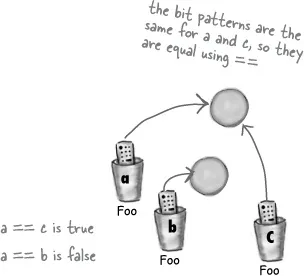 the bit patterns are the
same for a and c, so they
are equal using ==
a
Foo
b
Foo
c
Foo
a == c is true
a == b is false